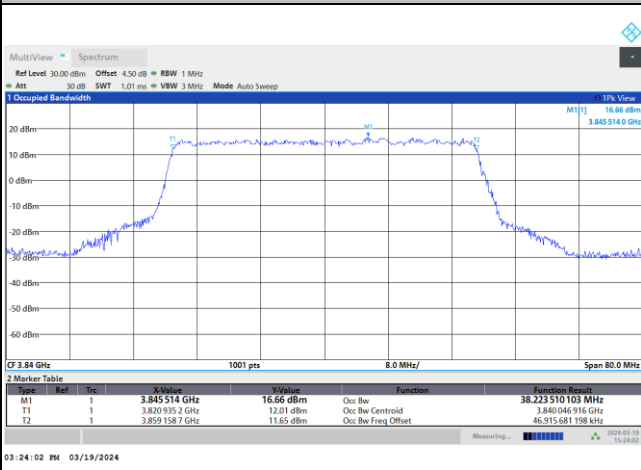 MultiView Spectrum
Ref Level 30.00 dBm Offset 4.50 dB RBW 1 MHz
Att 30 dB SWT 1.01 ms VBW 3 MHz Mode Auto Sweep
1 Occupied Bandwidth 1Pk View
M1[1] 16.66 dBm
3.845 514 0 GHz
M1
T1 T2
20 dBm
10 dBm
0 dBm
-10 dBm
-20 dBm
-30 dBm
-40 dBm
-50 dBm
-60 dBm
CF 3.84 GHz 1001 pts 8.0 MHz/ Span 80.0 MHz
2 Marker Table
Type Ref Trc X-Value Y-Value Function Function Result
M1 1 3.845 514 GHz 16.66 dBm Occ Bw 38.223 510 103 MHz
T1 1 3.820 935 2 GHz 12.01 dBm Occ Bw Centroid 3.840 046 916 GHz
T2 1 3.859 158 7 GHz 11.65 dBm Occ Bw Freq Offset 46.915 681 198 kHz
Measuring... 2024-03-19
15:24:02
03:24:02 PM 03/19/2024